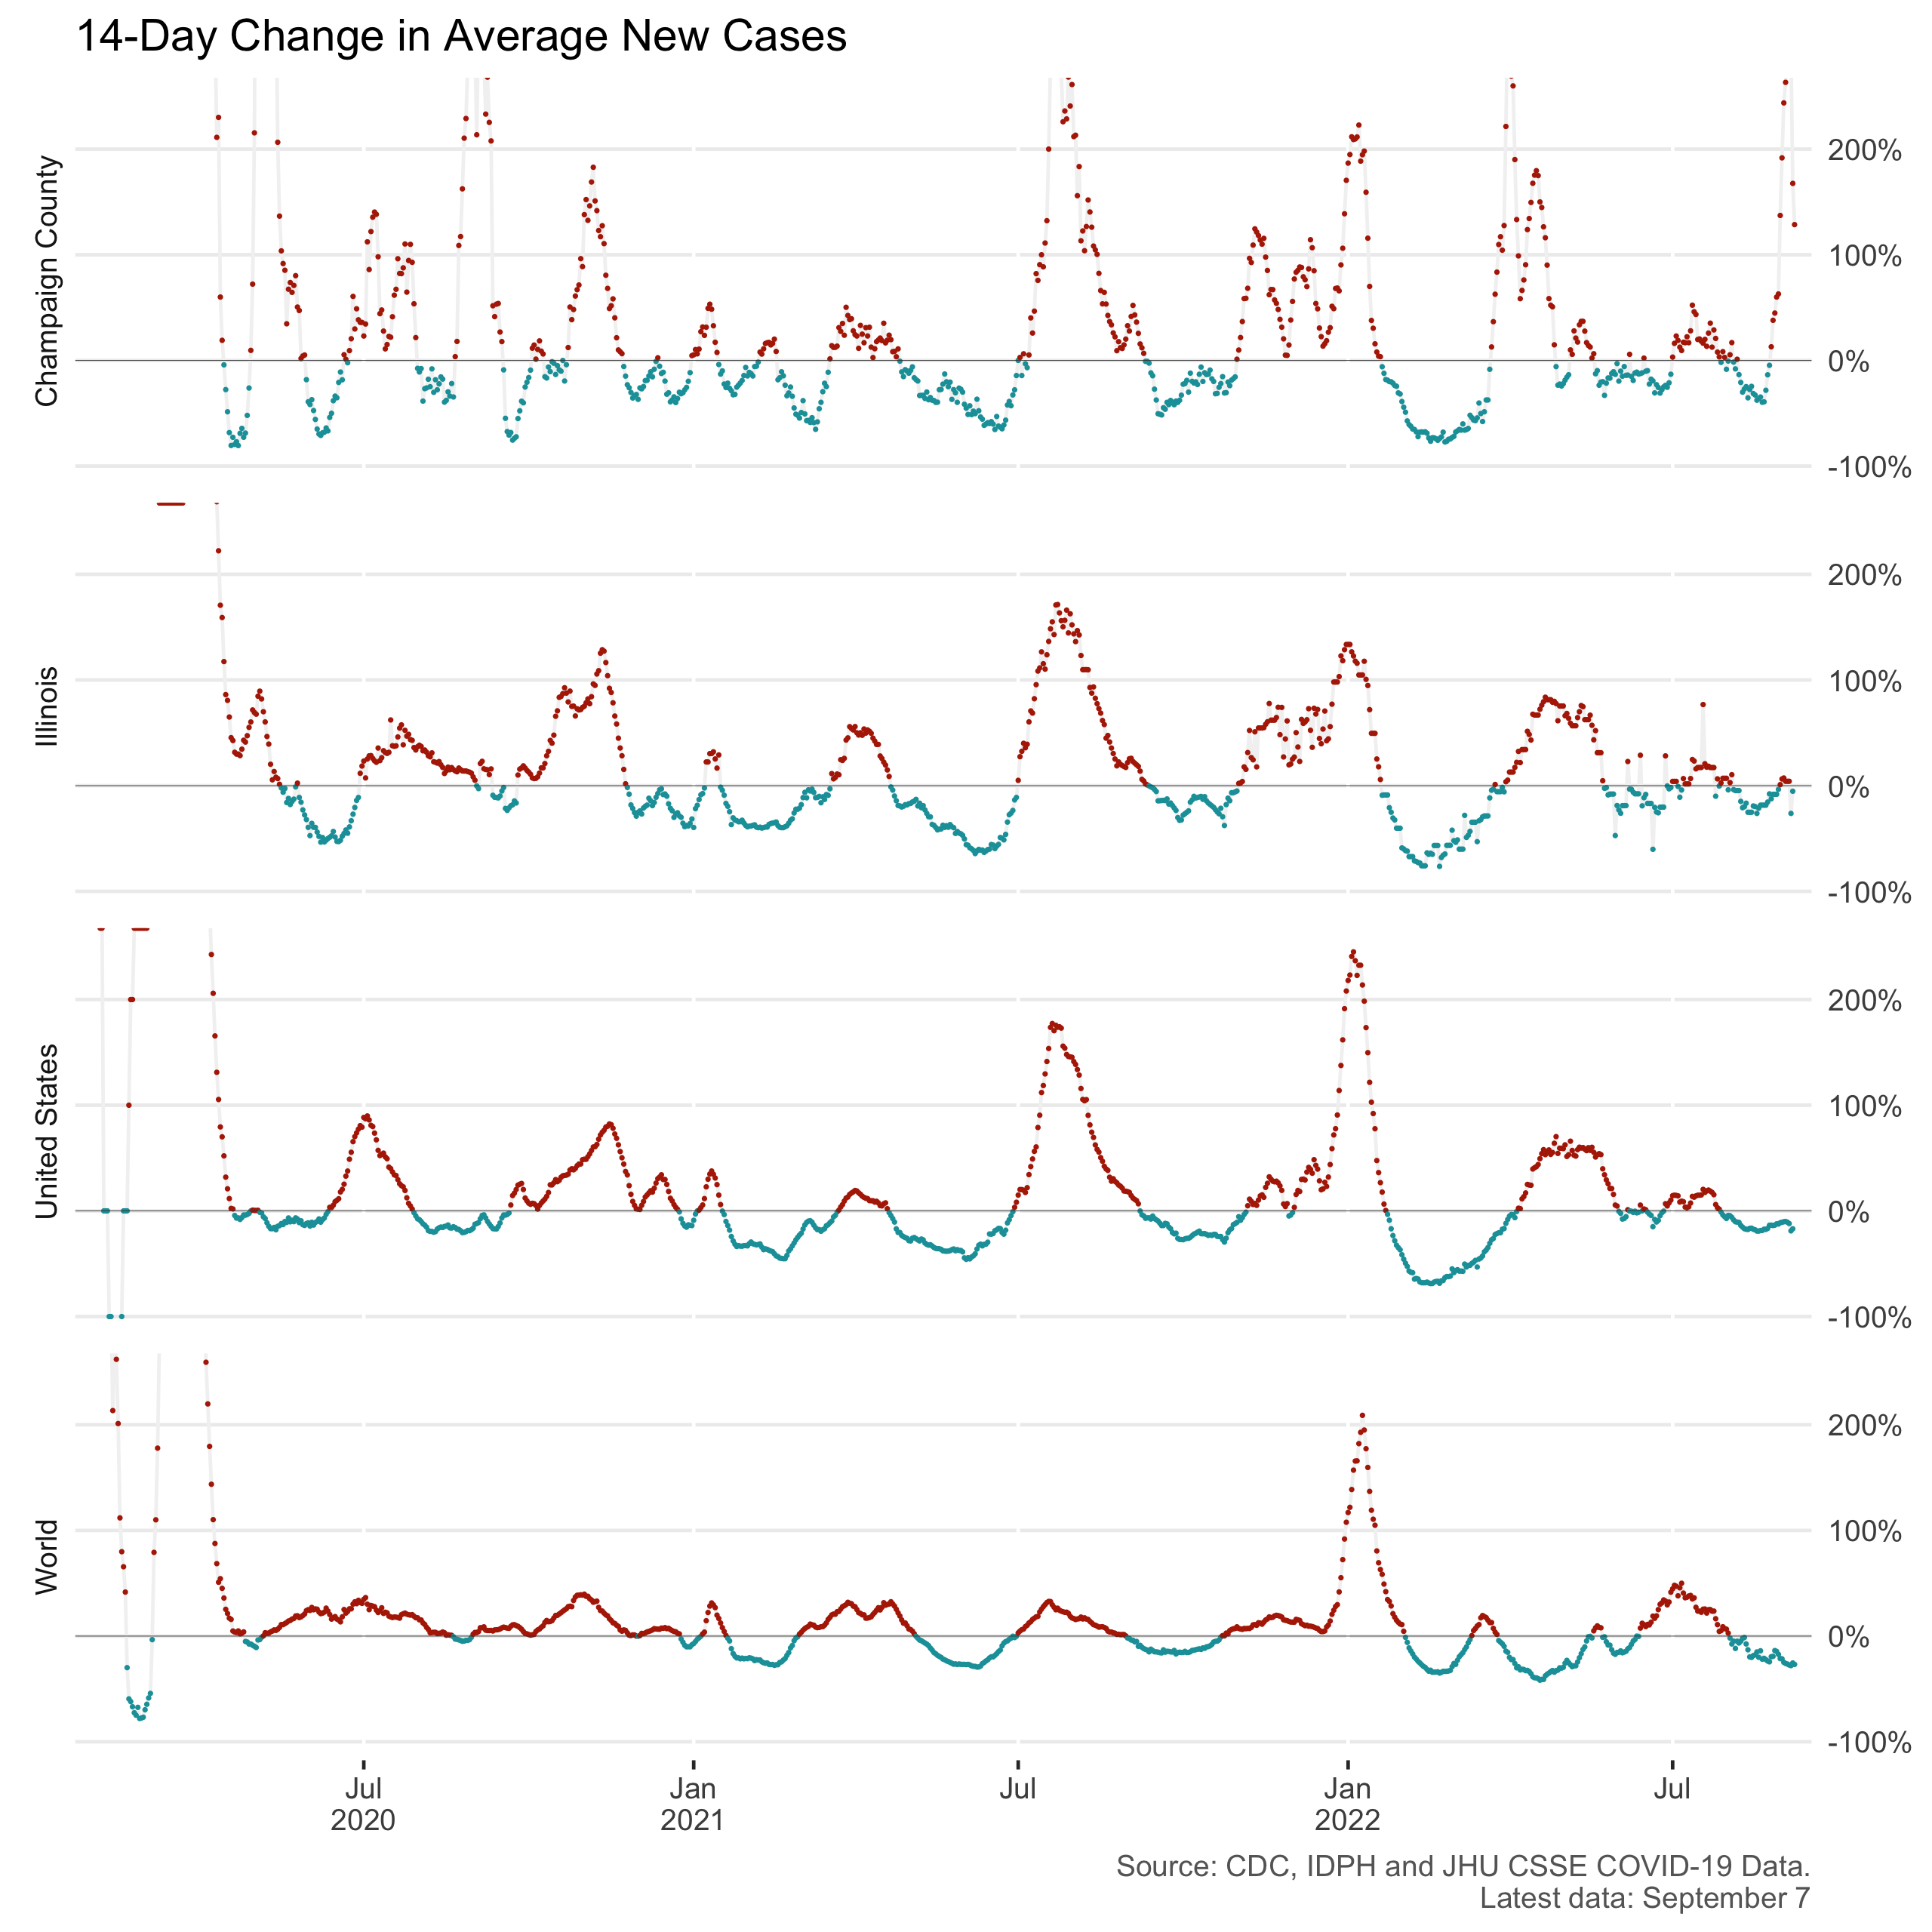 14-Day Change in Average New Cases
Champaign County
200%
100%
0%
-100%
Illinois
200%
100%
0%
-100%
United States
200%
100%
0%
-100%
World
200%
100%
0%
-100%
Jul
2020
Jan
2021
Jul
Jan
2022
Jul
Source: CDC, IDPH and JHU CSSE COVID-19 Data.
Latest data: September 7